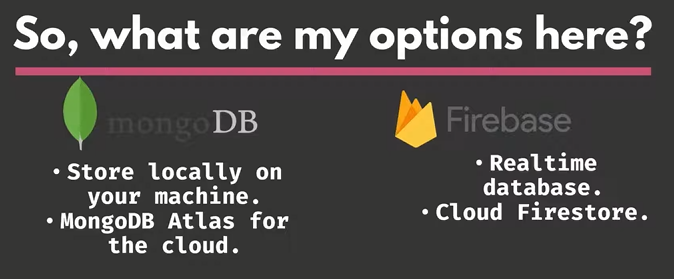 So, what are my options here?
mongoDB
• Store locally on
your machine.
• MongoDB Atlas for
the cloud.
Firebase
• Realtime
database.
• Cloud Firestore.